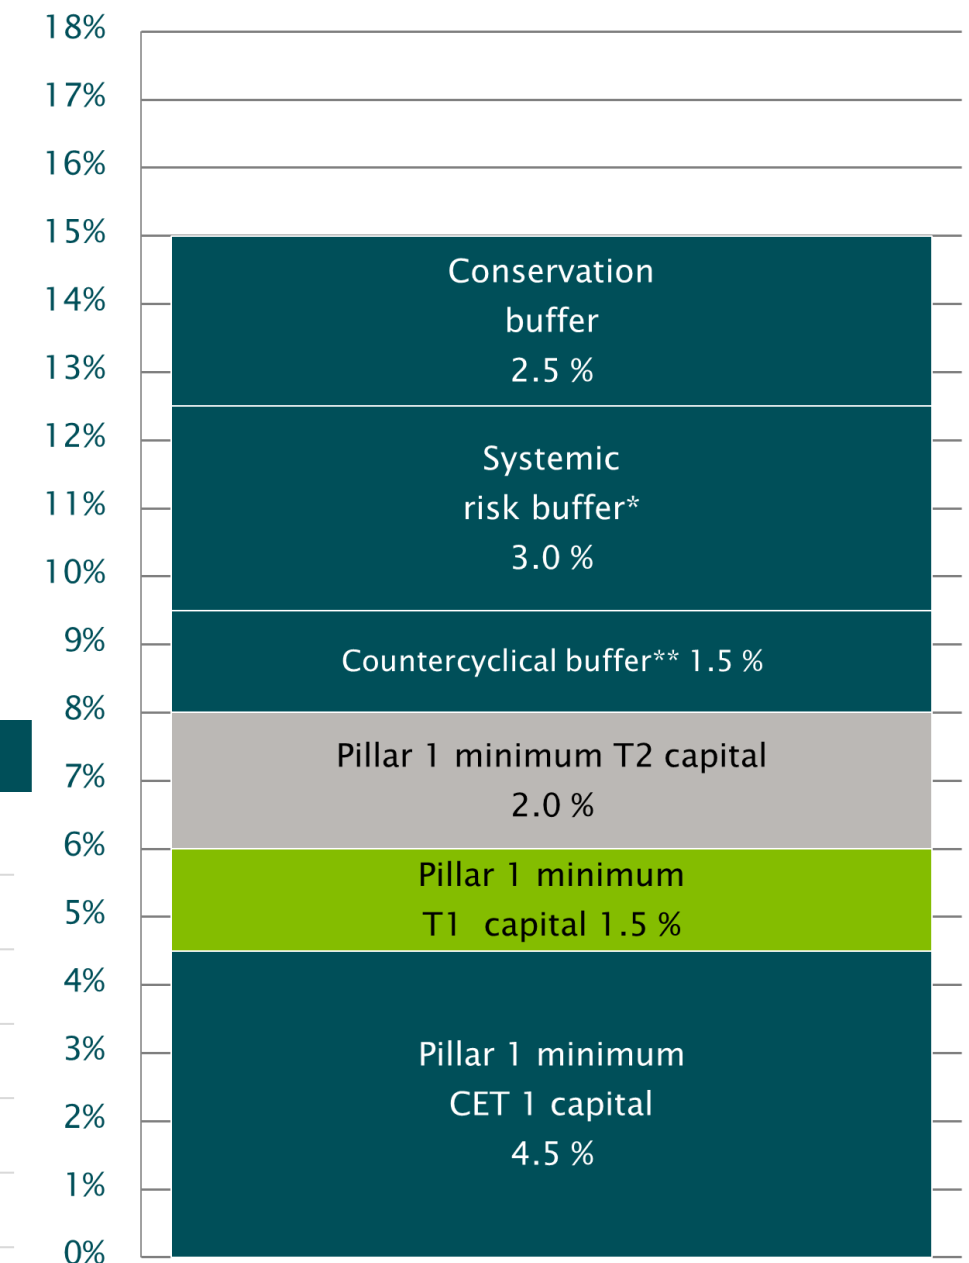 18%
17%
16%
15%
14%
13%
12%
11%
10%
9%
8%
7%
6%
5%
4%
3%
2%
1%
0%
Conservation
buffer
2.5 %
Systemic
risk buffer*
3.0 %
Countercyclical buffer** 1.5 %
Pillar 1 minimum T2 capital
2.0 %
Pillar 1 minimum
T1  capital 1.5 %
Pillar 1 minimum
CET 1 capital
4.5 %